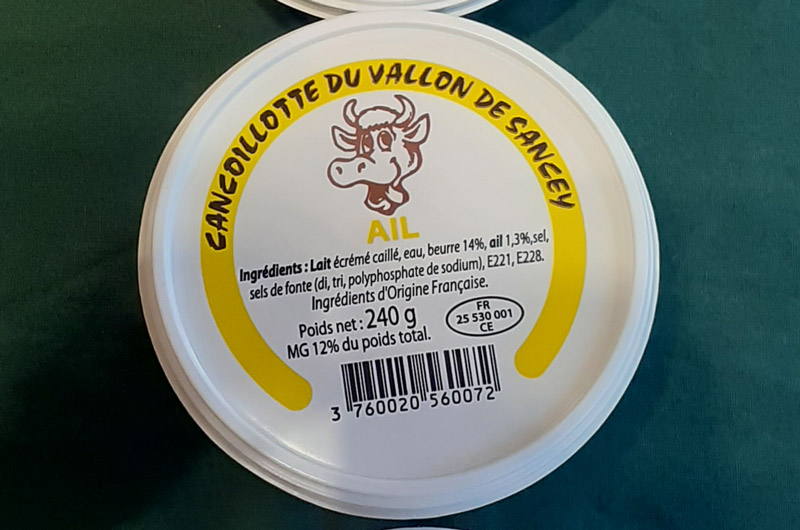 CANCOILLOTTE DU VALLON DE SANCEY
AIL
Ingrédients : Lait écrémé caillé, eau, beurre 14%, ail 1,3%,sel,
sels de fonte (di, tri, polyphosphate de sodium), E221, E228.
Ingrédients d'Origine Française.
Poids net : 240 g
MG 12% du poids total.
FR
25 530 001
CE
3 760020 560072